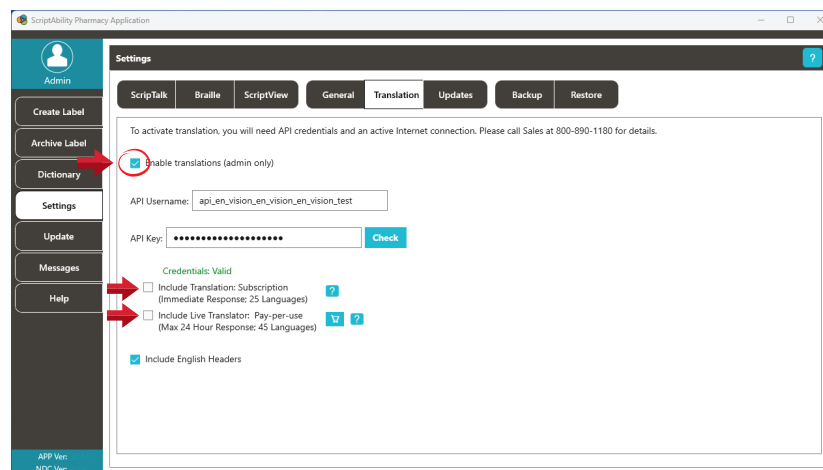 ScriptAbility Pharmacy Application
Admin
Create Label
Archive Label
Dictionary
Settings
Update
Messages
Help
APP Ver:
NDC Ver:
Settings
?
ScripTalk Braille ScriptView General Translation Updates Backup Restore
To activate translation, you will need API credentials and an active Internet connection. Please call Sales at 800-890-1180 for details.
Enable translations (admin only)
API Username: api_en_vision_en_vision_en_vision_test
API Key: ●●●●●●●●●●●●●●●●●●●● Check
Credentials: Valid
Include Translation: Subscription
(Immediate Response; 25 Languages) ?
Include Live Translator: Pay-per-use
(Max 24 Hour Response; 45 Languages) ?
Include English Headers